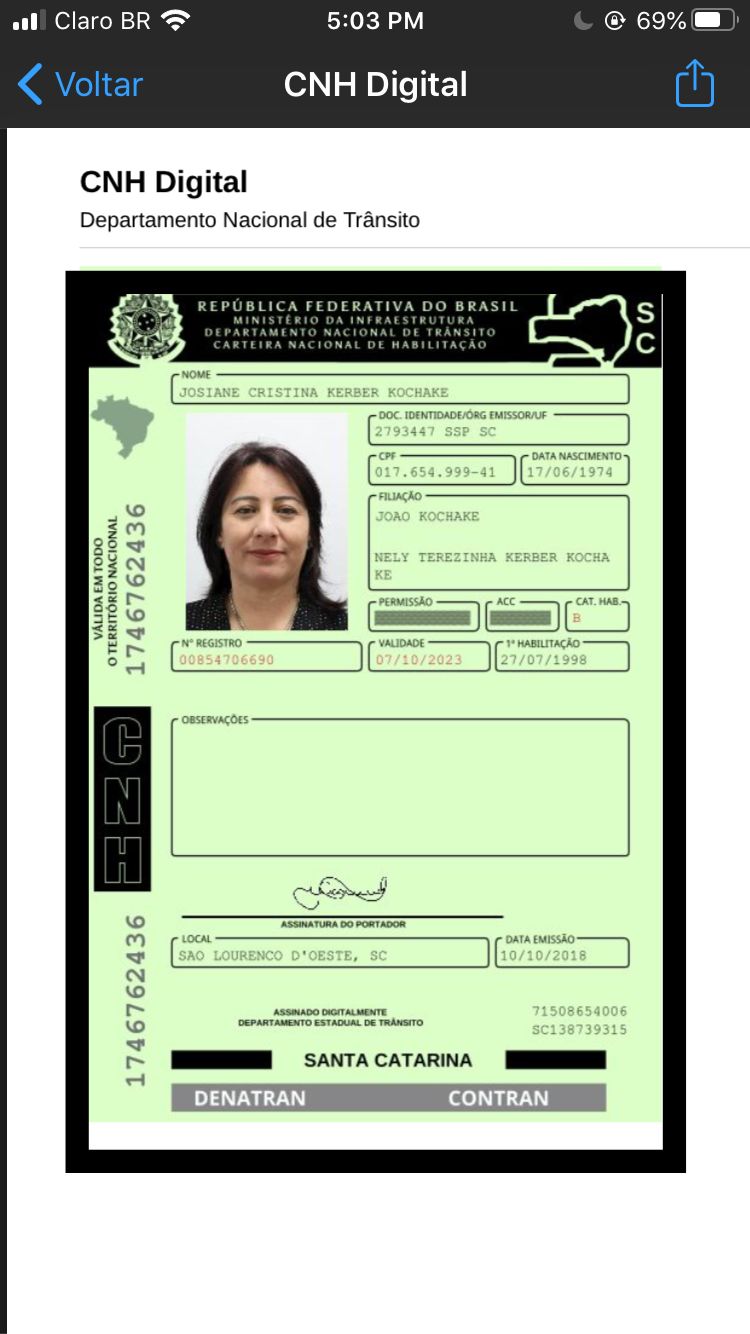 Claro BR
5:03 PM
69%
Voltar
CNH Digital
CNH Digital
Departamento Nacional de Trânsito
REPÚBLICA FEDERATIVA DO BRASIL
MINISTÉRIO DA INFRAESTRUTURA
DEPARTAMENTO NACIONAL DE TRÂNSITO
CARTEIRA NACIONAL DE HABILITAÇÃO
SC
NOME
JOSIANE CRISTINA KERBER KOCHAKE
DOC. IDENTIDADE/ÓRG EMISSOR/UF
2793447 SSP SC
CPF
017.654.999-41
DATA NASCIMENTO
17/06/1974
FILIAÇÃO
JOAO KOCHAKE
NELY TEREZINHA KERBER KOCHA
KE
PERMISSÃO
ACC
CAT. HAB.
B
VÁLIDA EM TODO
O TERRITÓRIO NACIONAL
1746762436
Nº REGISTRO
00854706690
VALIDADE
07/10/2023
1ª HABILITAÇÃO
27/07/1998
OBSERVAÇÕES
CNH
ASSINATURA DO PORTADOR
LOCAL
SAO LOURENCO D'OESTE, SC
DATA EMISSÃO
10/10/2018
1746762436
ASSINADO DIGITALMENTE
DEPARTAMENTO ESTADUAL DE TRÂNSITO
71508654006
SC138739315
SANTA CATARINA
DENATRAN CONTRAN